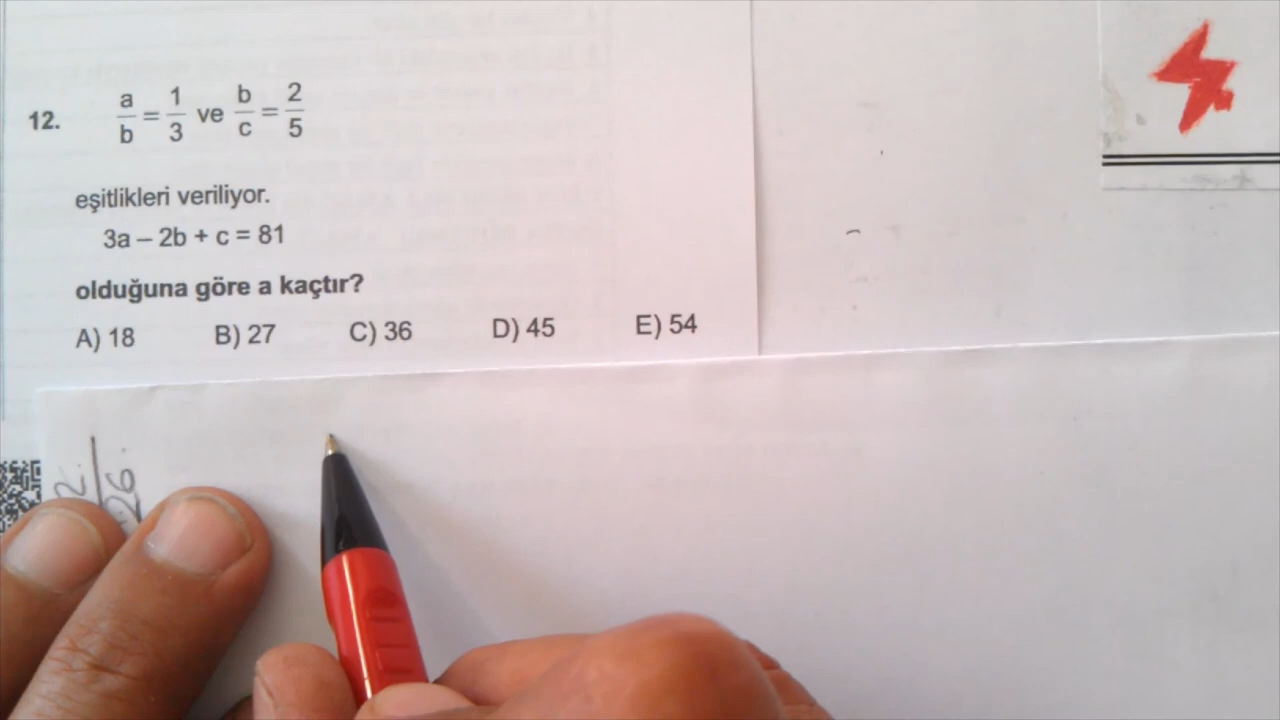 12. a/b = 1/3 ve b/c = 2/5
eşitlikleri veriliyor.
3a – 2b + c = 81
olduğuna göre a kaçtır?
A) 18 B) 27 C) 36 D) 45 E) 54